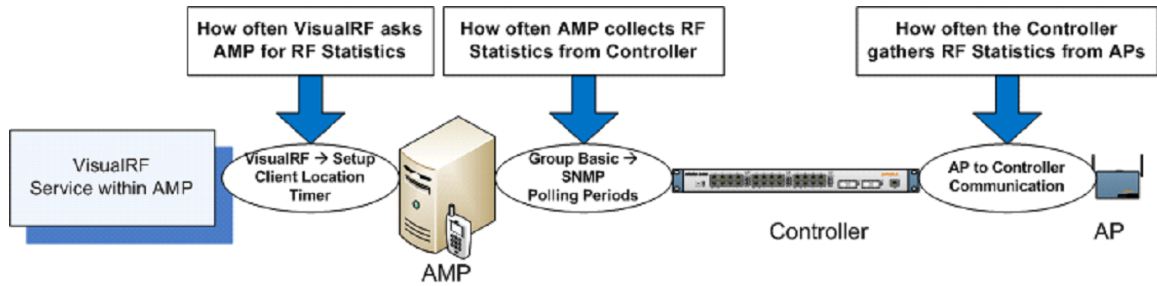 How often VisualRF asks
AMP for RF Statistics
How often AMP collects RF
Statistics from Controller
How often the Controller
gathers RF Statistics from APs
VisualRF
Service within AMP
VisualRF → Setup
Client Location
Timer
Group Basic →
SNMP
Polling Periods
AP to Controller
Communication
AMP
Controller
AP